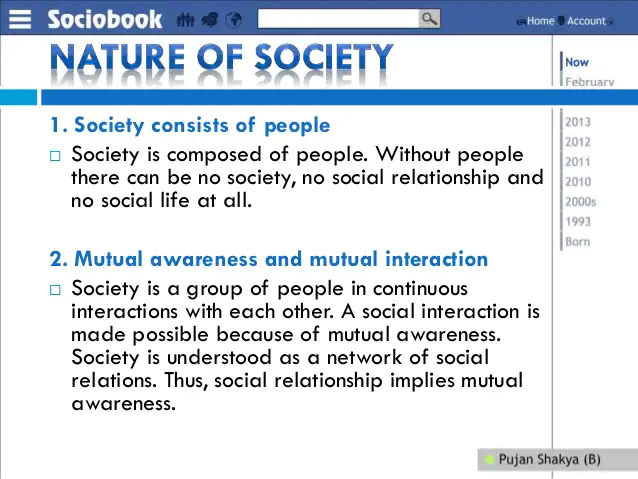 Sociobook
Home Account
NATURE OF SOCIETY
Now
February
2013
2012
2011
2010
2000s
1993
Born
1. Society consists of people
Society is composed of people. Without people
there can be no society, no social relationship and
no social life at all.
2. Mutual awareness and mutual interaction
Society is a group of people in continuous
interactions with each other. A social interaction is
made possible because of mutual awareness.
Society is understood as a network of social
relations. Thus, social relationship implies mutual
awareness.
Pujan Shakya (B)